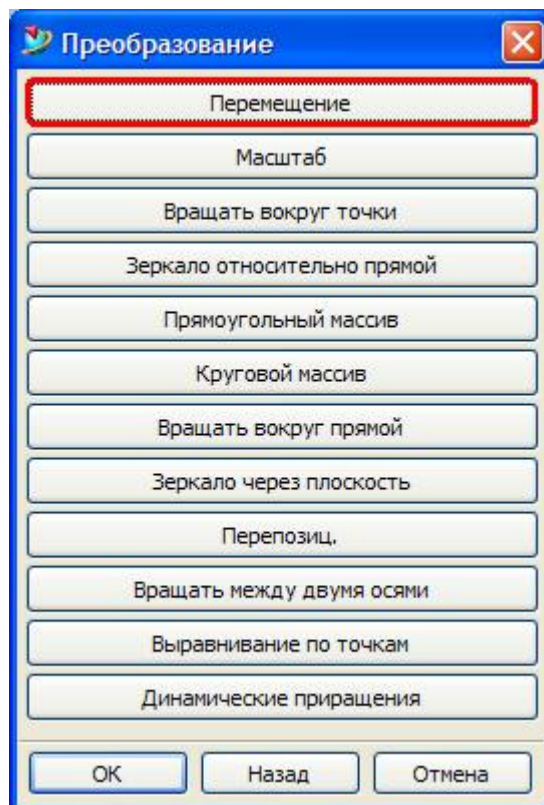 Преобразование
Перемещение
Масштаб
Вращать вокруг точки
Зеркало относительно прямой
Прямоугольный массив
Круговой массив
Вращать вокруг прямой
Зеркало через плоскость
Перепозиц.
Вращать между двумя осями
Выравнивание по точкам
Динамические приращения
ОК Назад Отмена